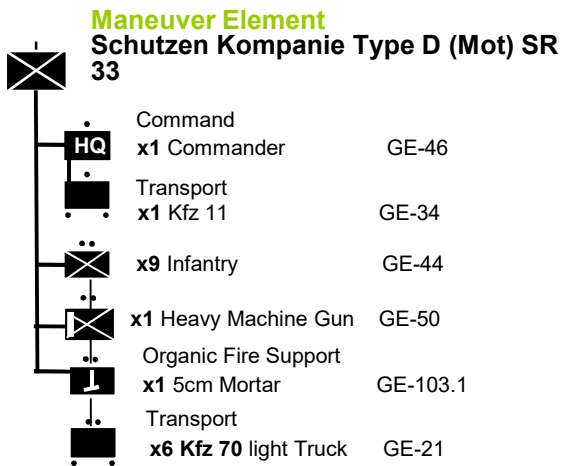 Maneuver Element
Schutzen Kompanie Type D (Mot) SR
33
Command
HQ x1 Commander GE-46
Transport
x1 Kfz 11 GE-34
x9 Infantry GE-44
x1 Heavy Machine Gun GE-50
Organic Fire Support
x1 5cm Mortar GE-103.1
Transport
x6 Kfz 70 light Truck GE-21